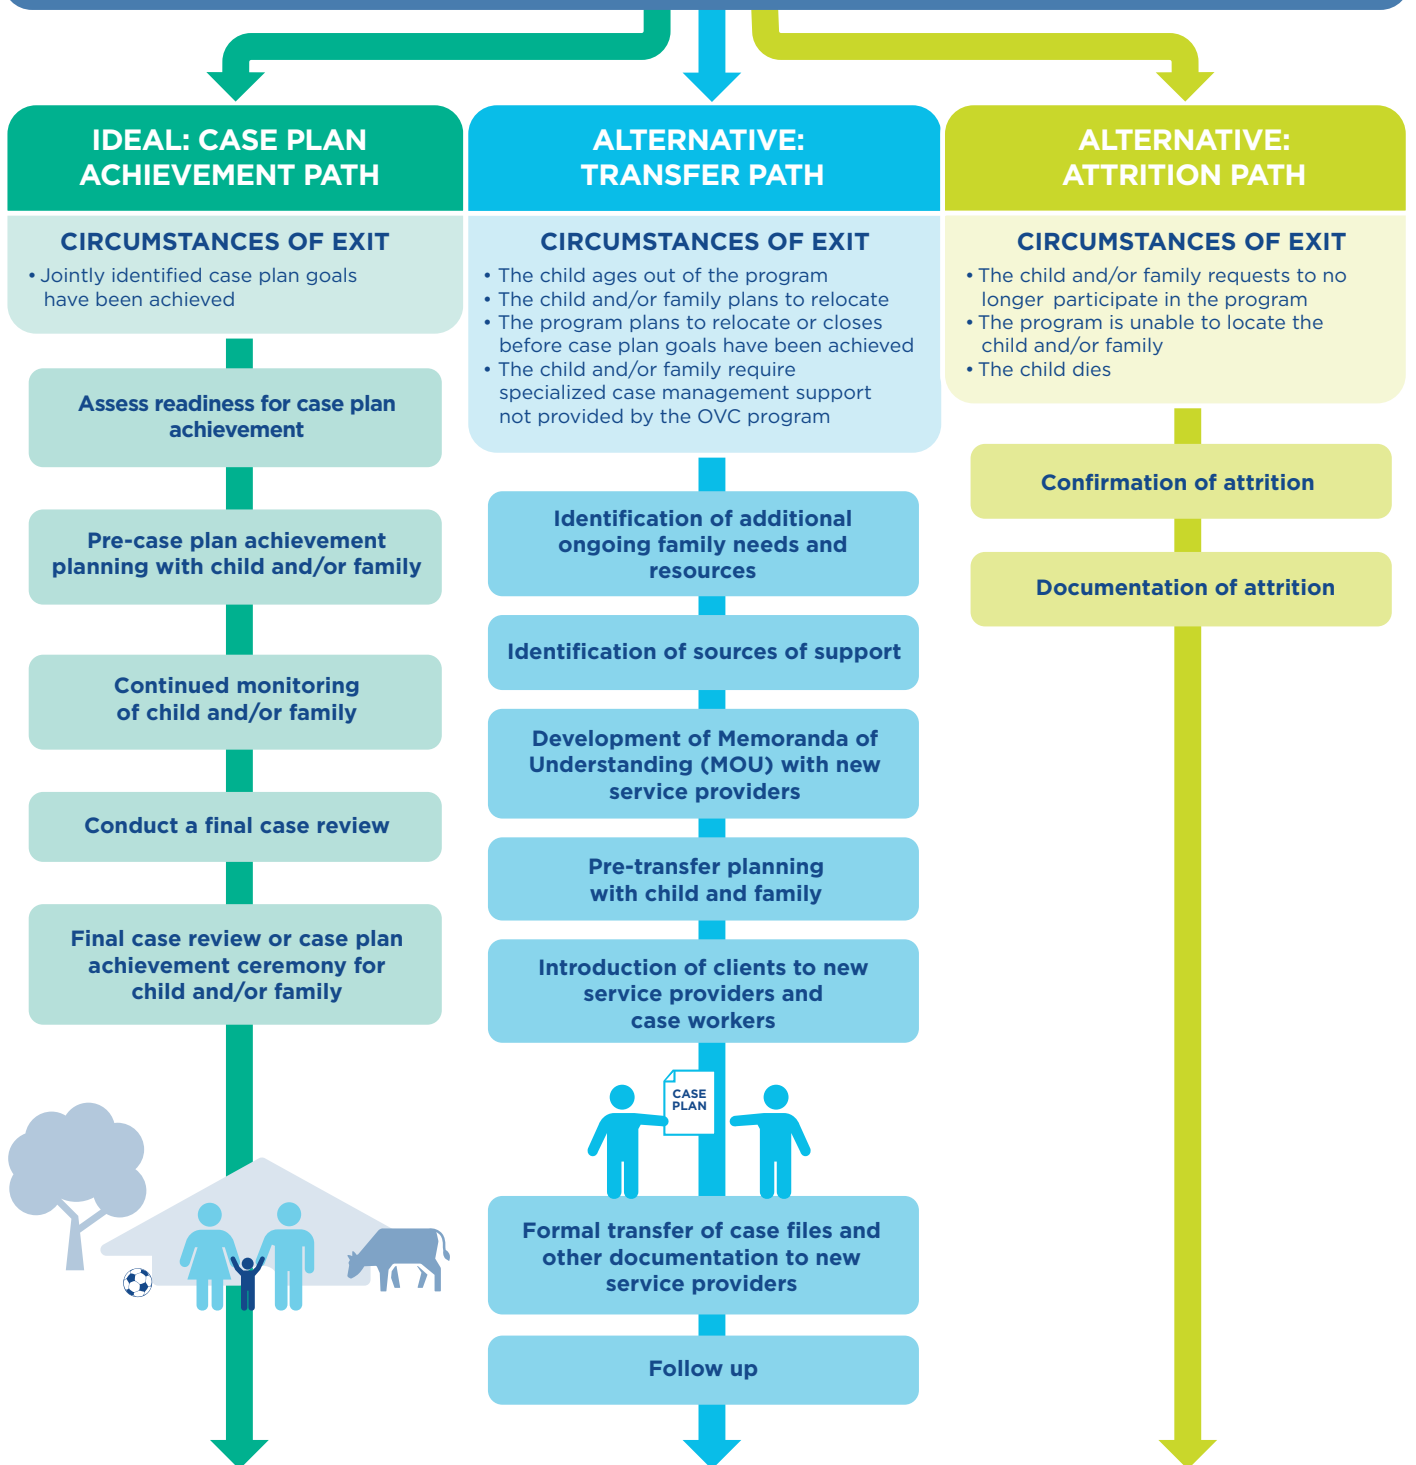 IDEAL: CASE PLAN
ACHIEVEMENT PATH
CIRCUMSTANCES OF EXIT
• Jointly identified case plan goals
have been achieved
Assess readiness for case plan
achievement
Pre-case plan achievement
planning with child and/or family
Continued monitoring
of child and/or family
Conduct a final case review
Final case review or case plan
achievement ceremony for
child and/or family
ALTERNATIVE:
TRANSFER PATH
CIRCUMSTANCES OF EXIT
• The child ages out of the program
• The child and/or family plans to relocate
• The program plans to relocate or closes
before case plan goals have been achieved
• The child and/or family require
specialized case management support
not provided by the OVC program
Identification of additional
ongoing family needs and
resources
Identification of sources of support
Development of Memoranda of
Understanding (MOU) with new
service providers
Pre-transfer planning
with child and family
Introduction of clients to new
service providers and
case workers
CASE
PLAN
Formal transfer of case files and
other documentation to new
service providers
Follow up
ALTERNATIVE:
ATTRITION PATH
CIRCUMSTANCES OF EXIT
• The child and/or family requests to no
longer participate in the program
• The program is unable to locate the
child and/or family
• The child dies
Confirmation of attrition
Documentation of attrition